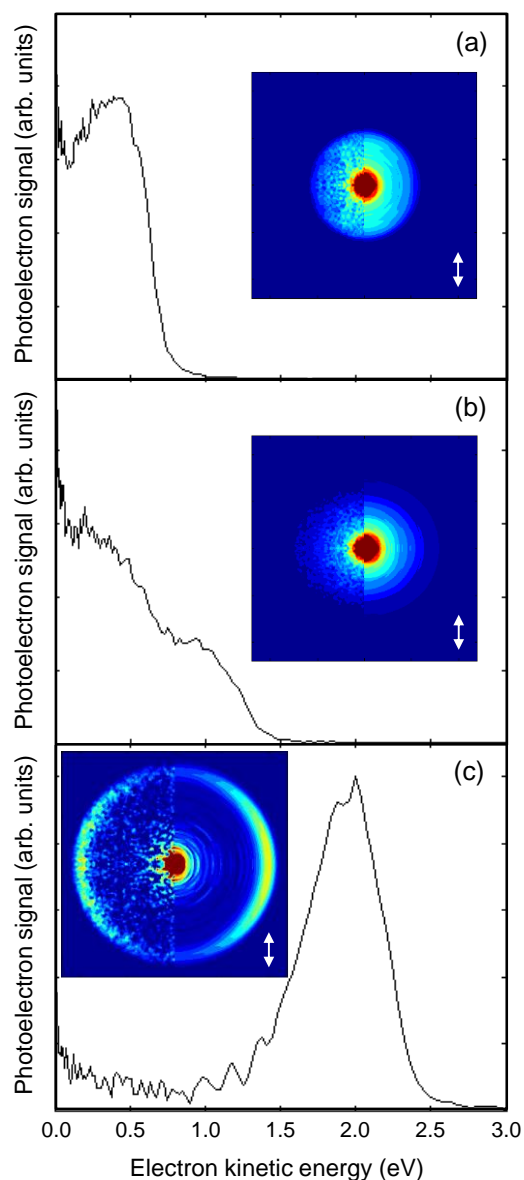 (a)
Photoelectron signal (arb. units)
(b)
Photoelectron signal (arb. units)
(c)
Photoelectron signal (arb. units)
0.0 0.5 1.0 1.5 2.0 2.5 3.0
Electron kinetic energy (eV)